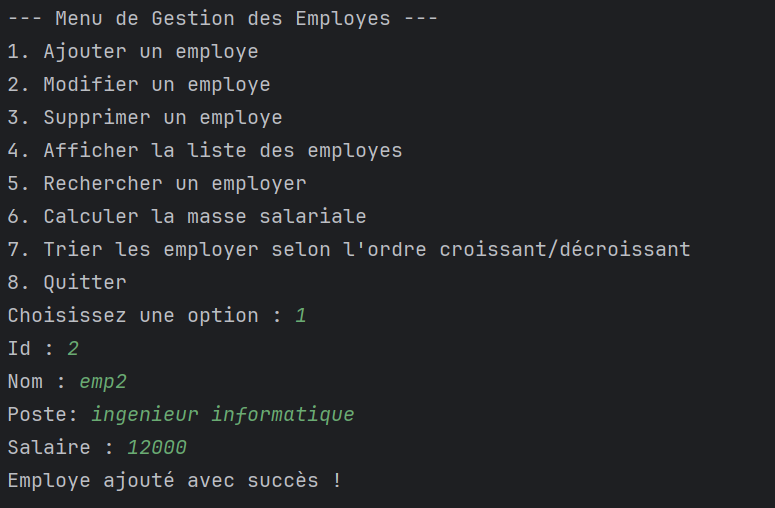 --- Menu de Gestion des Employes ---
1. Ajouter un employe
2. Modifier un employe
3. Supprimer un employe
4. Afficher la liste des employes
5. Rechercher un employer
6. Calculer la masse salariale
7. Trier les employer selon l'ordre croissant/décroissant
8. Quitter
Choisissez une option : 1
Id : 2
Nom : emp2
Poste: ingenieur informatique
Salaire : 12000
Employe ajouté avec succès !